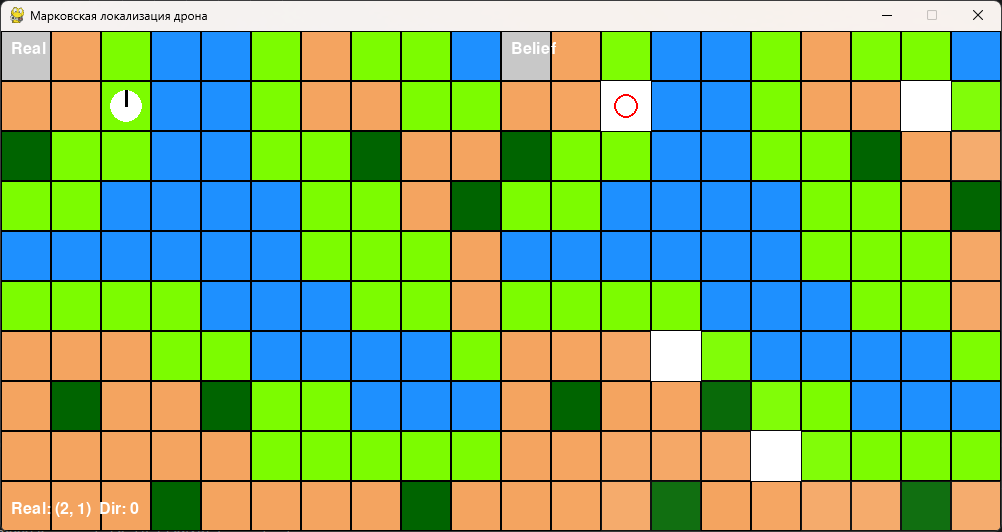 Марковская локализация дрона
Real
Belief
Real: (2, 1) Dir: 0